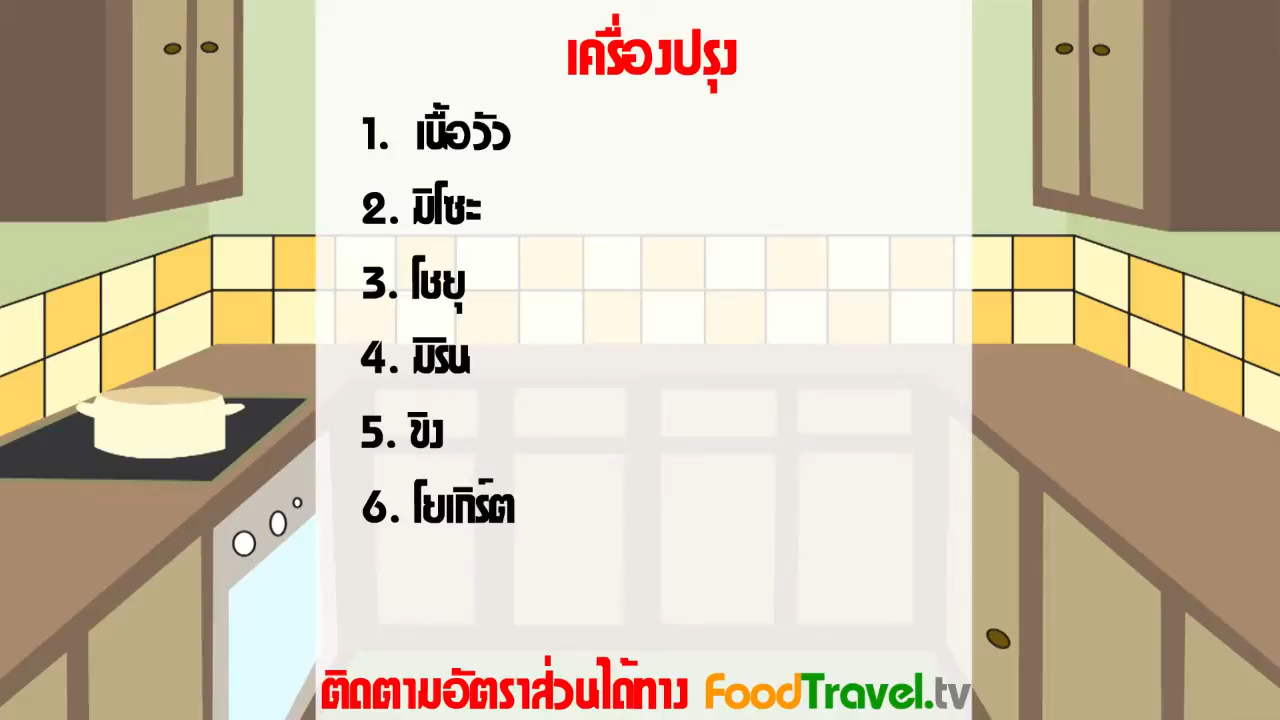 เครื่องปรุง
1. เนื้อวัว
2. มิโซะ
3. โชยุ
4. มิริน
5. ขิง
6. โยเกิร์ต
ติดตามอัตราส่วนได้ทาง FoodTravel.tv